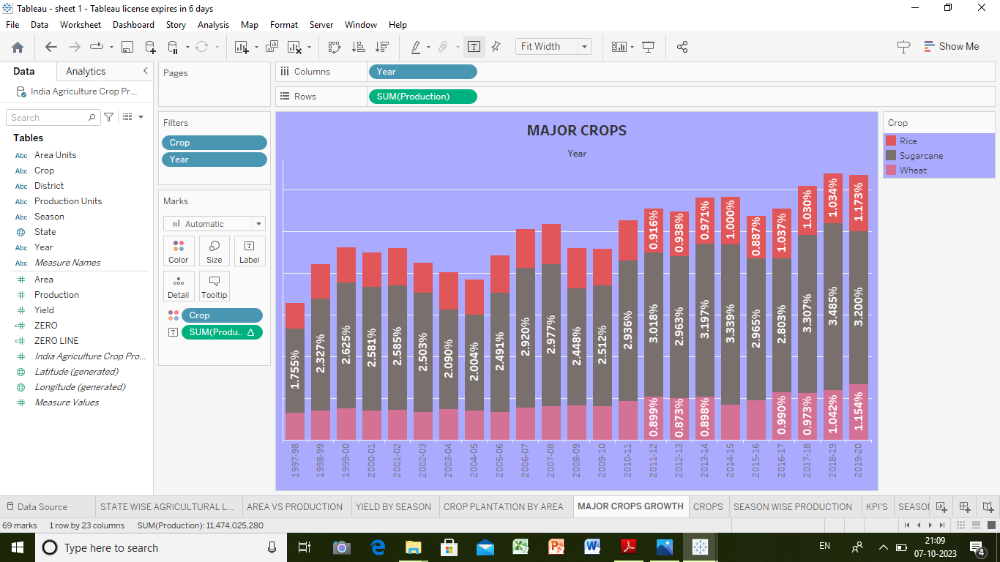 Tableau - sheet 1 - Tableau license expires in 6 days
File Data Worksheet Dashboard Story Analysis Map Format Server Window Help
Fit Width
Show Me
Data Analytics
India Agriculture Crop Pr...
Search
Tables
Abc Area Units
Abc Crop
Abc District
Abc Production Units
Abc Season
State
Abc Year
Abc Measure Names
# Area
# Production
# Yield
=# ZERO
=# ZERO LINE
# India Agriculture Crop Pro...
Latitude (generated)
Longitude (generated)
# Measure Values
Pages
Filters
Crop
Year
Marks
Automatic
Color Size Label
Detail Tooltip
Crop
SUM(Produ.. Δ
Columns Year
Rows SUM(Production)
MAJOR CROPS
Year
0.916% 0.938% 0.971% 1.000% 0.887% 1.037% 1.030% 1.034% 1.173%
1.755% 2.327% 2.625% 2.581% 2.585% 2.503% 2.090% 2.004% 2.491% 2.920% 2.977% 2.448% 2.512% 2.936% 3.018% 2.963% 3.197% 3.339% 2.965% 2.803% 3.307% 3.485% 3.200%
0.899% 0.873% 0.898% 0.990% 0.973% 1.042% 1.154%
1997-98 1998-99 1999-00 2000-01 2001-02 2002-03 2003-04 2004-05 2005-06 2006-07 2007-08 2008-09 2009-10 2010-11 2011-12 2012-13 2013-14 2014-15 2015-16 2016-17 2017-18 2018-19 2019-20
Crop
Rice
Sugarcane
Wheat
Data Source STATE WISE AGRICULTURAL L... AREA VS PRODUCTION YIELD BY SEASON CROP PLANTATION BY AREA MAJOR CROPS GROWTH CROPS SEASON WISE PRODUCTION KPI'S SEASO
69 marks 1 row by 23 columns SUM(Production): 11,474,025,280
Type here to search
EN
21:09
07-10-2023
4